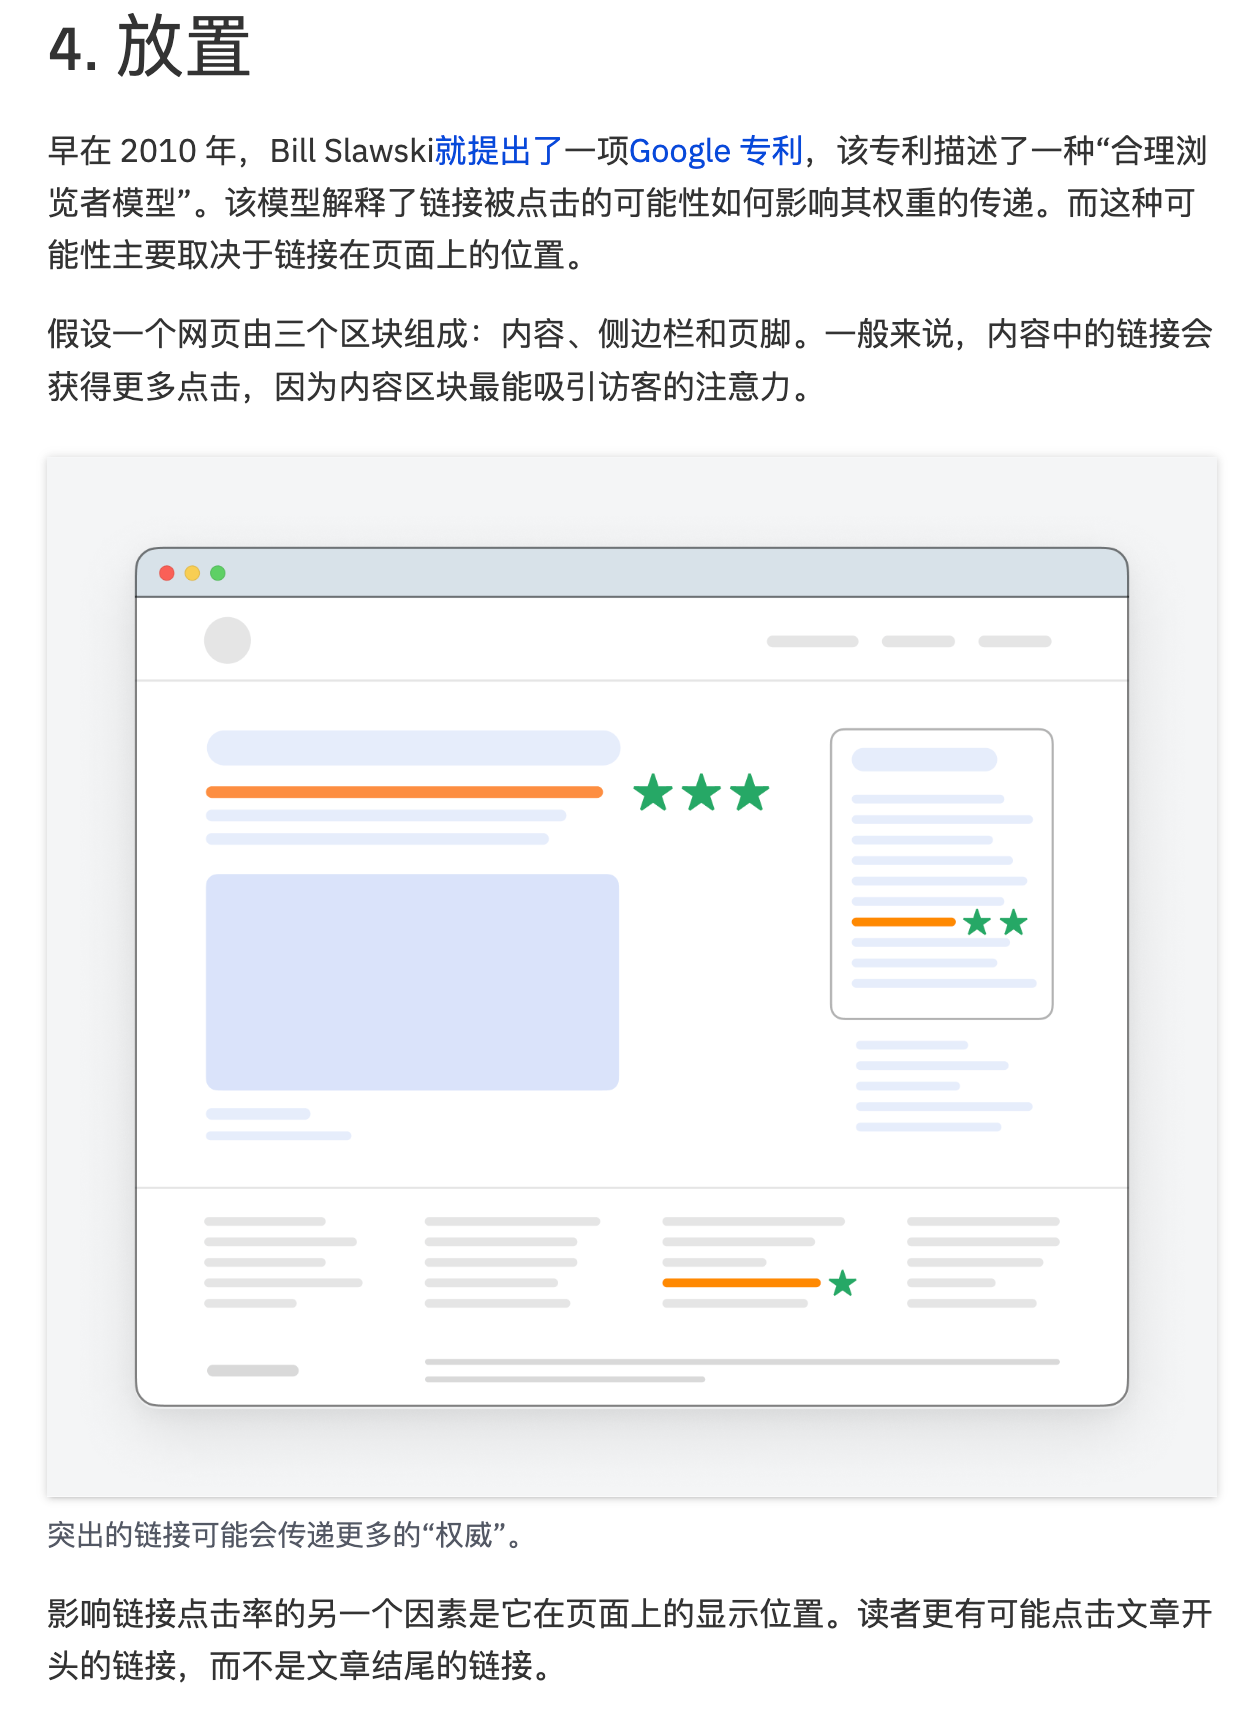 4. 放置
早在 2010 年，Bill Slawski就提出了一项Google 专利，该专利描述了一种“合理浏
览者模型”。该模型解释了链接被点击的可能性如何影响其权重的传递。而这种可
能性主要取决于链接在页面上的位置。
假设一个网页由三个区块组成：内容、侧边栏和页脚。一般来说，内容中的链接会
获得更多点击，因为内容区块最能吸引访客的注意力。
突出的链接可能会传递更多的“权威”。
影响链接点击率的另一个因素是它在页面上的显示位置。读者更有可能点击文章开
头的链接，而不是文章结尾的链接。